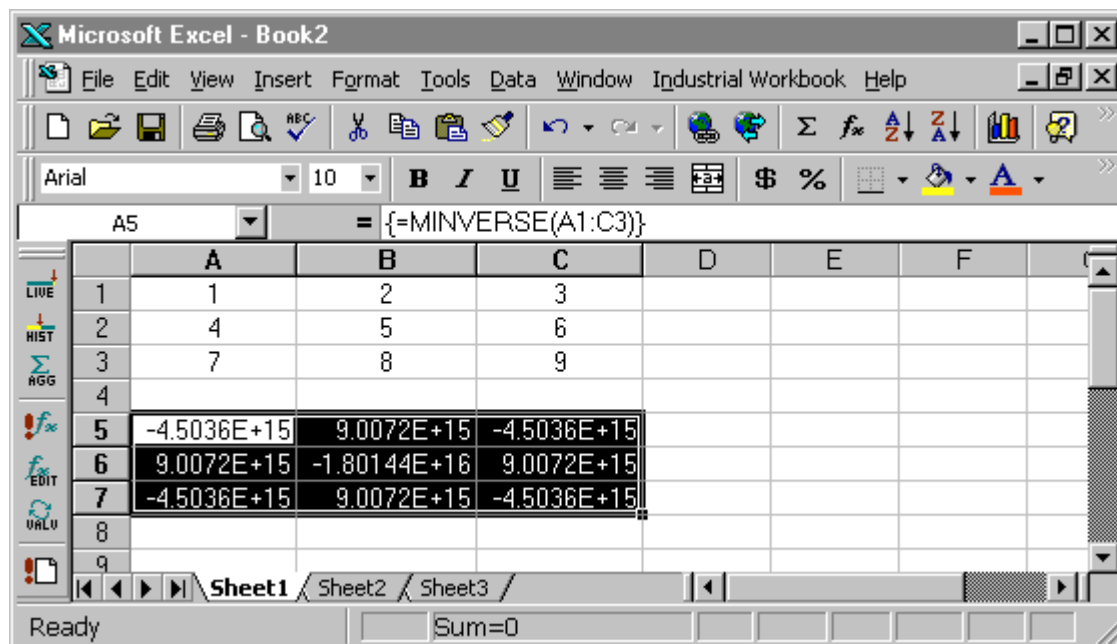 Microsoft Excel - Book2
File Edit View Insert Format Tools Data Window Industrial Workbook Help
ABC Σ fx A Z Z A ? »
Arial 10 B I U a $ % A »
A5 = {=MINVERSE(A1:C3)}
A B C D E F
LIVE 1 1 2 3
HIST 2 4 5 6
Σ AGG 3 7 8 9
4
!fx 5 -4.5036E+15 9.0072E+15 -4.5036E+15
fx EDIT 6 9.0072E+15 -1.80144E+16 9.0072E+15
VALU 7 -4.5036E+15 9.0072E+15 -4.5036E+15
8
9
Sheet1 Sheet2 Sheet3
Ready Sum=0